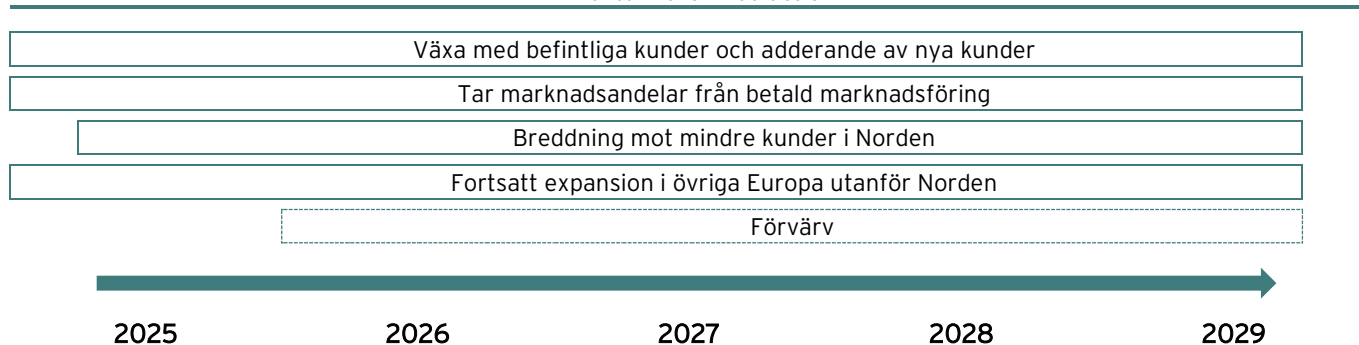 Växa med befintliga kunder och adderande av nya kunder
Tar marknadsandelar från betald marknadsföring
Breddning mot mindre kunder i Norden
Fortsatt expansion i övriga Europa utanför Norden
Förvärv
2025 2026 2027 2028 2029